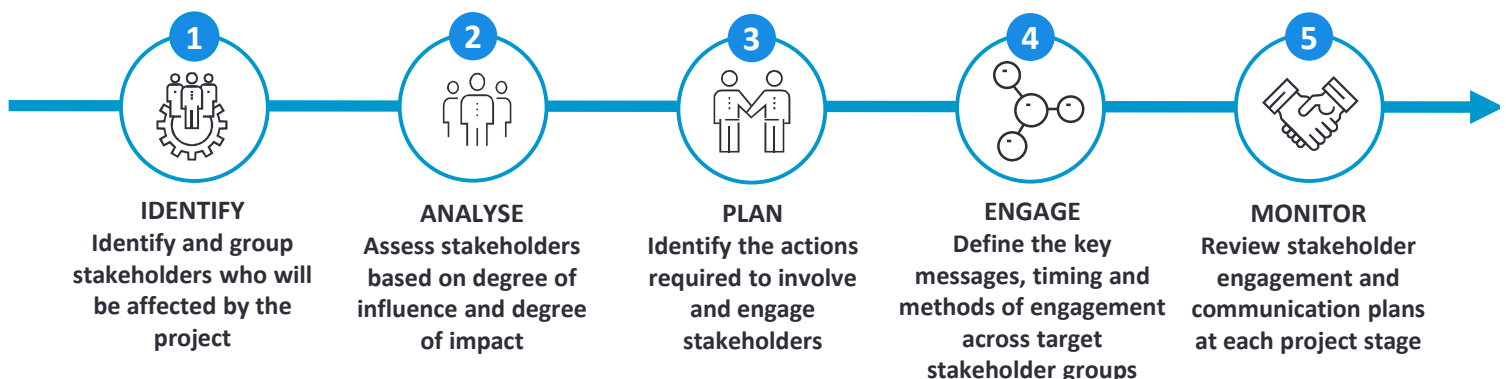 1
IDENTIFY
Identify and group
stakeholders who will
be affected by the
project
2
ANALYSE
Assess stakeholders
based on degree of
influence and degree
of impact
3
PLAN
Identify the actions
required to involve
and engage
stakeholders
4
ENGAGE
Define the key
messages, timing and
methods of engagement
across target
stakeholder groups
5
MONITOR
Review stakeholder
engagement and
communication plans
at each project stage